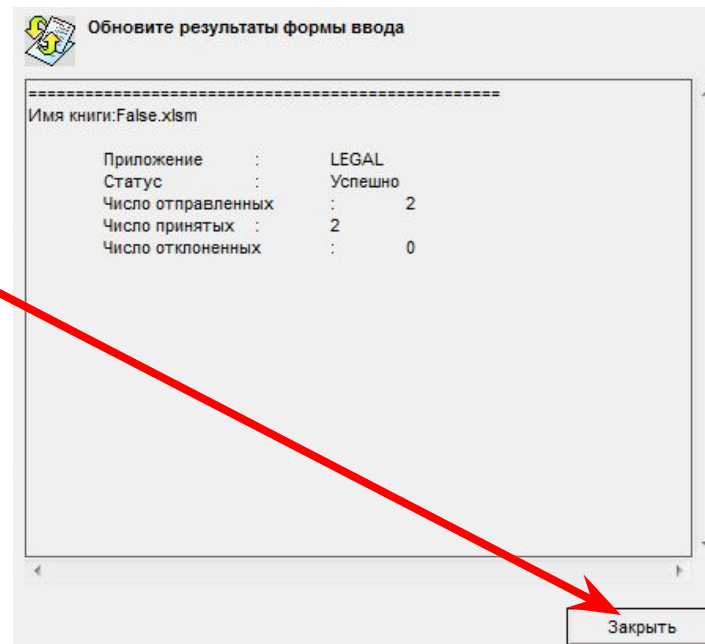 Обновите результаты формы ввода
==================================================
Имя книги:False.xlsm
Приложение : LEGAL
Статус : Успешно
Число отправленных : 2
Число принятых : 2
Число отклоненных : 0
Закрыть